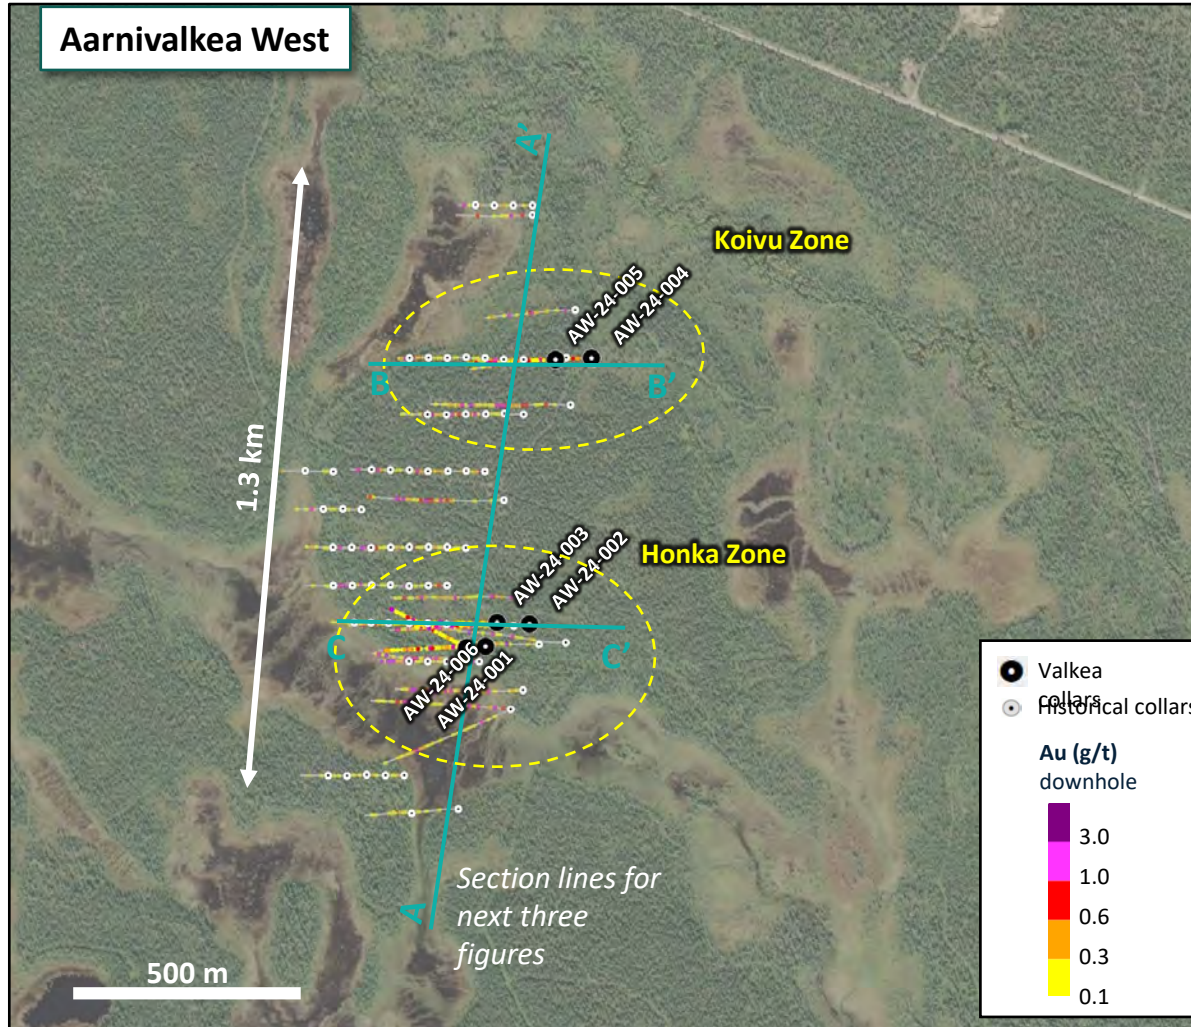 Aarnivalkea West
A'
Koivu Zone
AW-24-005
AW-24-004
B
B'
1.3 km
Honka Zone
AW-24-003
AW-24-002
C
C'
AW-24-006
AW-24-001
A
Section lines for
next three
figures
500 m
Valkea
collars
Historical collars
Au (g/t)
downhole
3.0
1.0
0.6
0.3
0.1